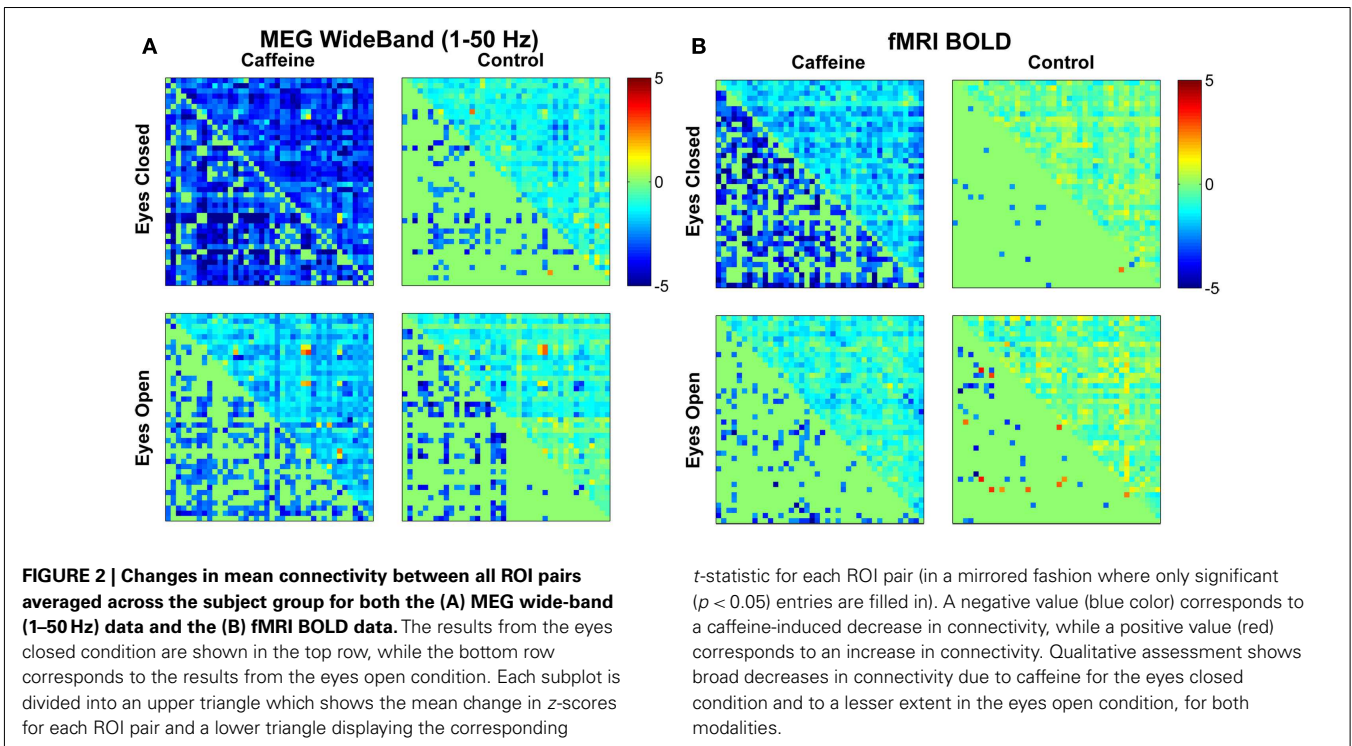 A
MEG WideBand (1-50 Hz)
Caffeine
Control
Eyes Closed
5
0
-5
Eyes Open
B
fMRI BOLD
Caffeine
Control
Eyes Closed
5
0
-5
Eyes Open
FIGURE 2 | Changes in mean connectivity between all ROI pairs
averaged across the subject group for both the (A) MEG wide-band
(1–50 Hz) data and the (B) fMRI BOLD data. The results from the eyes
closed condition are shown in the top row, while the bottom row
corresponds to the results from the eyes open condition. Each subplot is
divided into an upper triangle which shows the mean change in z-scores
for each ROI pair and a lower triangle displaying the corresponding
t-statistic for each ROI pair (in a mirrored fashion where only significant
(p < 0.05) entries are filled in). A negative value (blue color) corresponds to
a caffeine-induced decrease in connectivity, while a positive value (red)
corresponds to an increase in connectivity. Qualitative assessment shows
broad decreases in connectivity due to caffeine for the eyes closed
condition and to a lesser extent in the eyes open condition, for both
modalities.